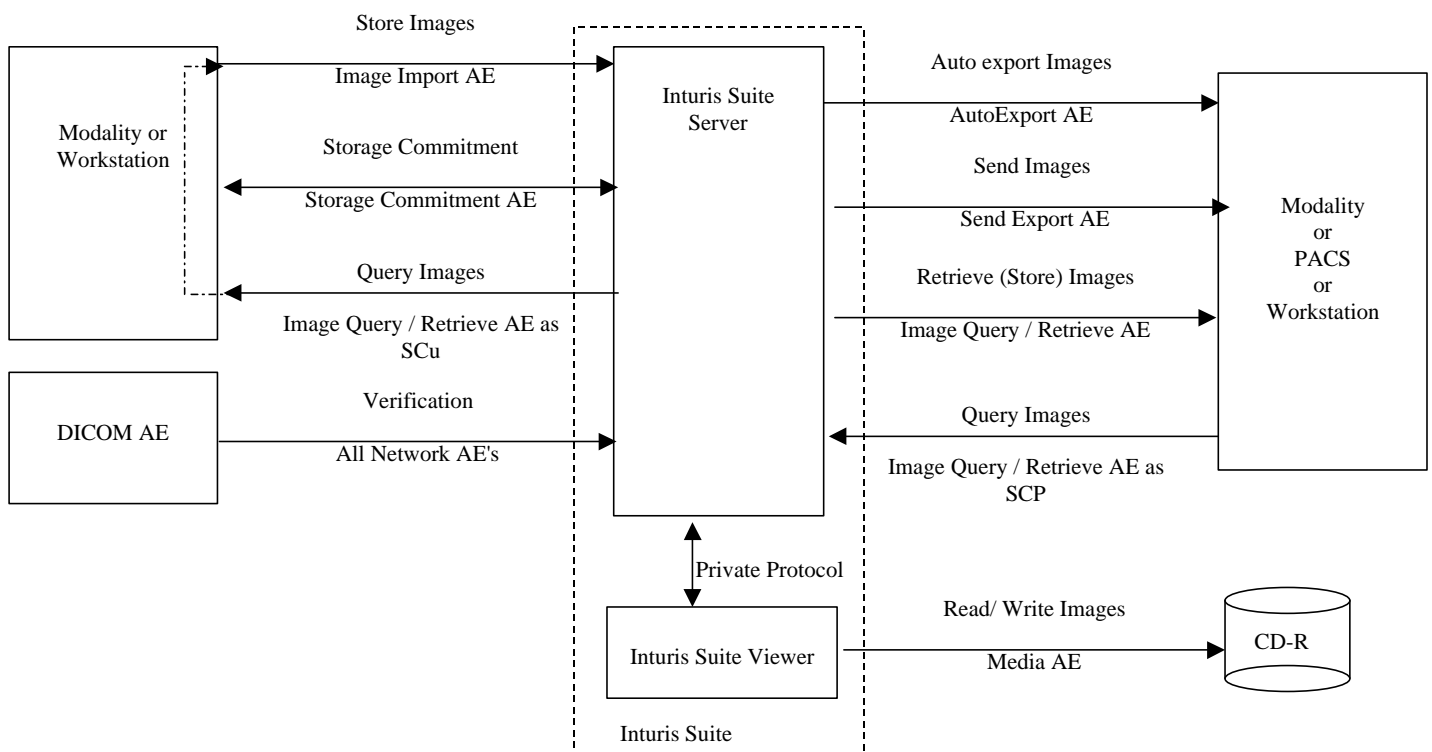 Store Images
Image Import AE
Modality or
Workstation
Storage Commitment
Storage Commitment AE
Query Images
Image Query / Retrieve AE as
SCu
DICOM AE
Verification
All Network AE's
Inturis Suite
Server
Private Protocol
Inturis Suite Viewer
Inturis Suite
Auto export Images
AutoExport AE
Send Images
Send Export AE
Retrieve (Store) Images
Image Query / Retrieve AE
Query Images
Image Query / Retrieve AE as
SCP
Modality
or
PACS
or
Workstation
Read/ Write Images
Media AE
CD-R